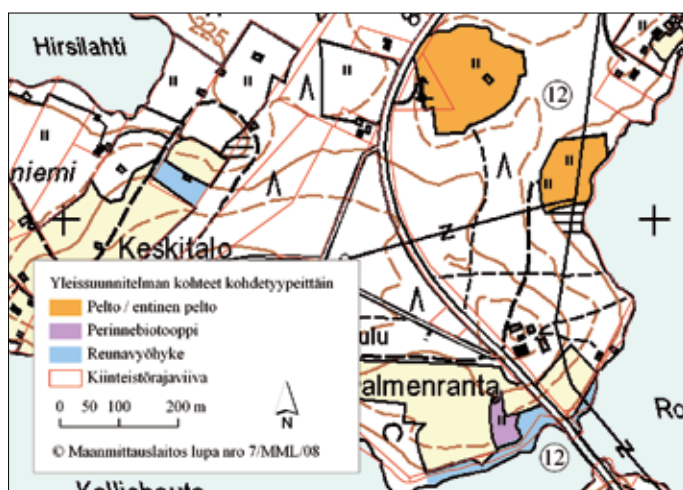 Hirsilahti
225
8
12
niemi
Keskitalo
N
Yleissuunnitelman kohteet kohdetyypeittäin
Pelto / entinen pelto
Perinnebiotooppi
Reunavyöhyke
Kiinteistörajaviiva
0 50 100 200 m
N
© Maanmittauslaitos lupa nro 7/MML/08
ulu
almenranta
Ro
N
12